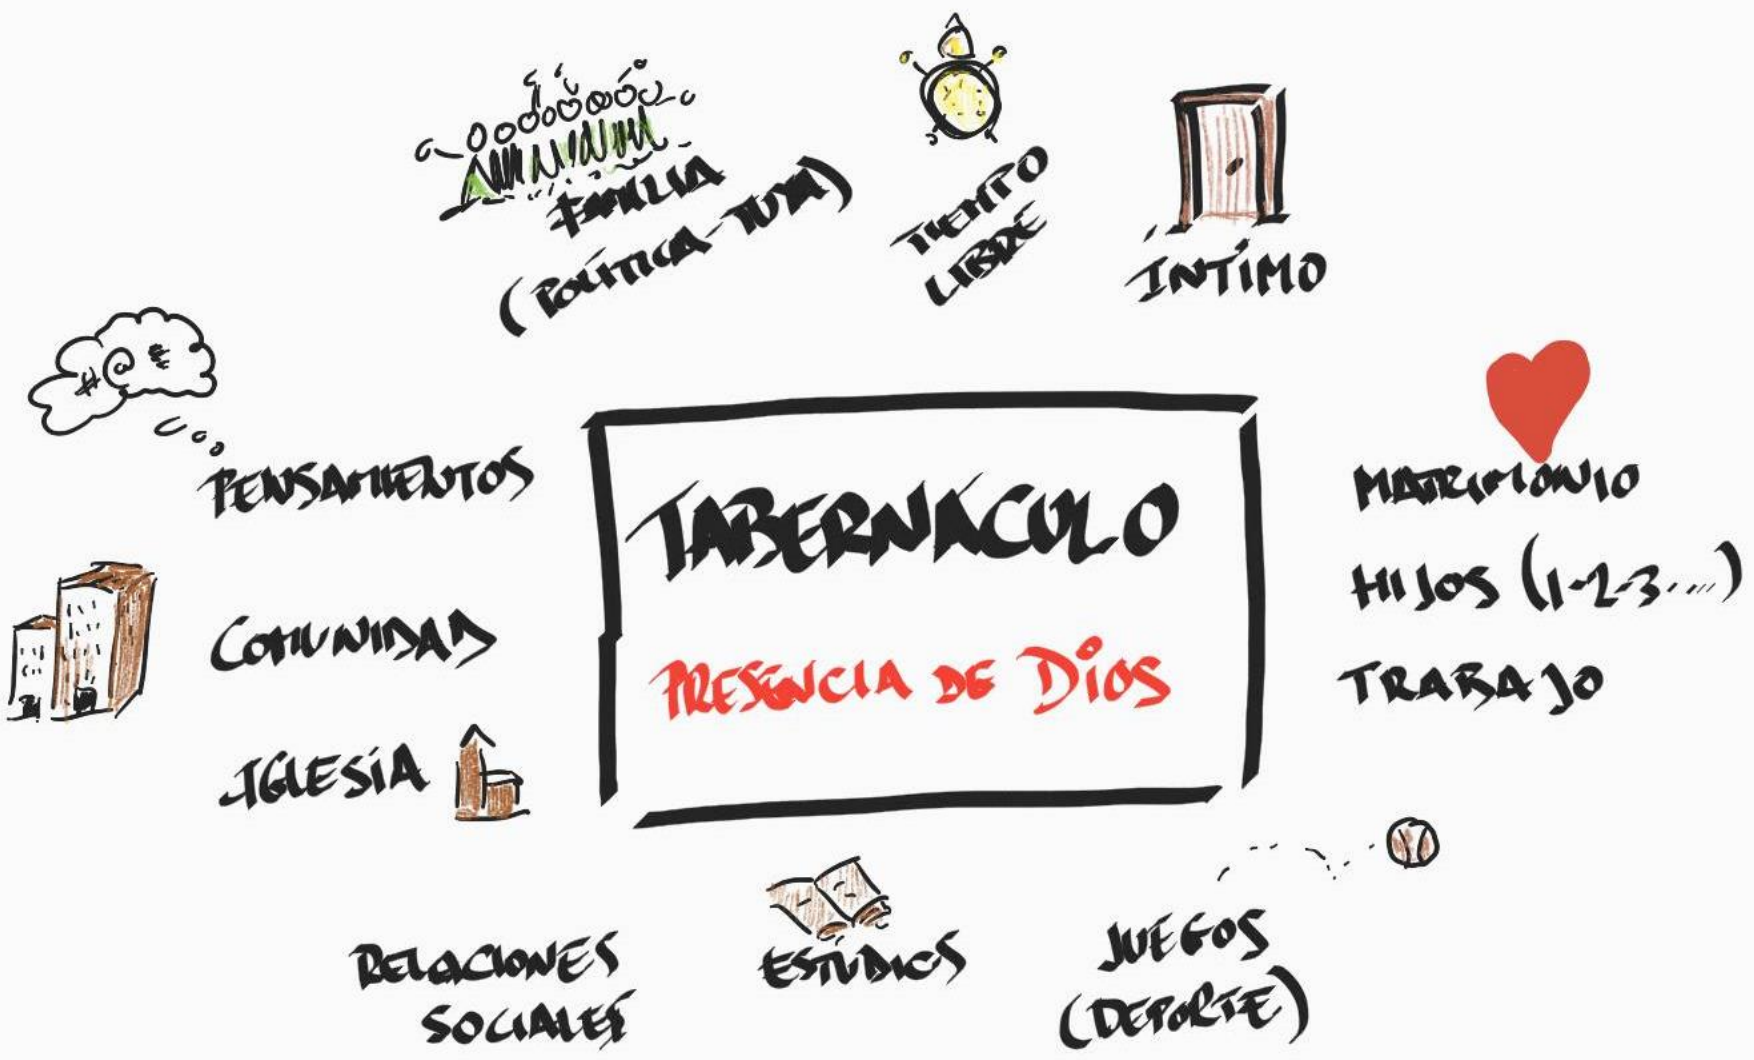 FAMILIA
(POLÍTICA-TUYA)
TIEMPO
LIBRE
ÍNTIMO
#@€
PENSAMIENTOS
COMUNIDAD
IGLESÍA
TABERNÁCULO
PRESENCIA DE DIOS
MATRIMONIO
HIJOS (1-2-3....)
TRABAJO
RELACIONES
SOCIALES
ESTUDIOS
JUEGOS
(DEPORTE)